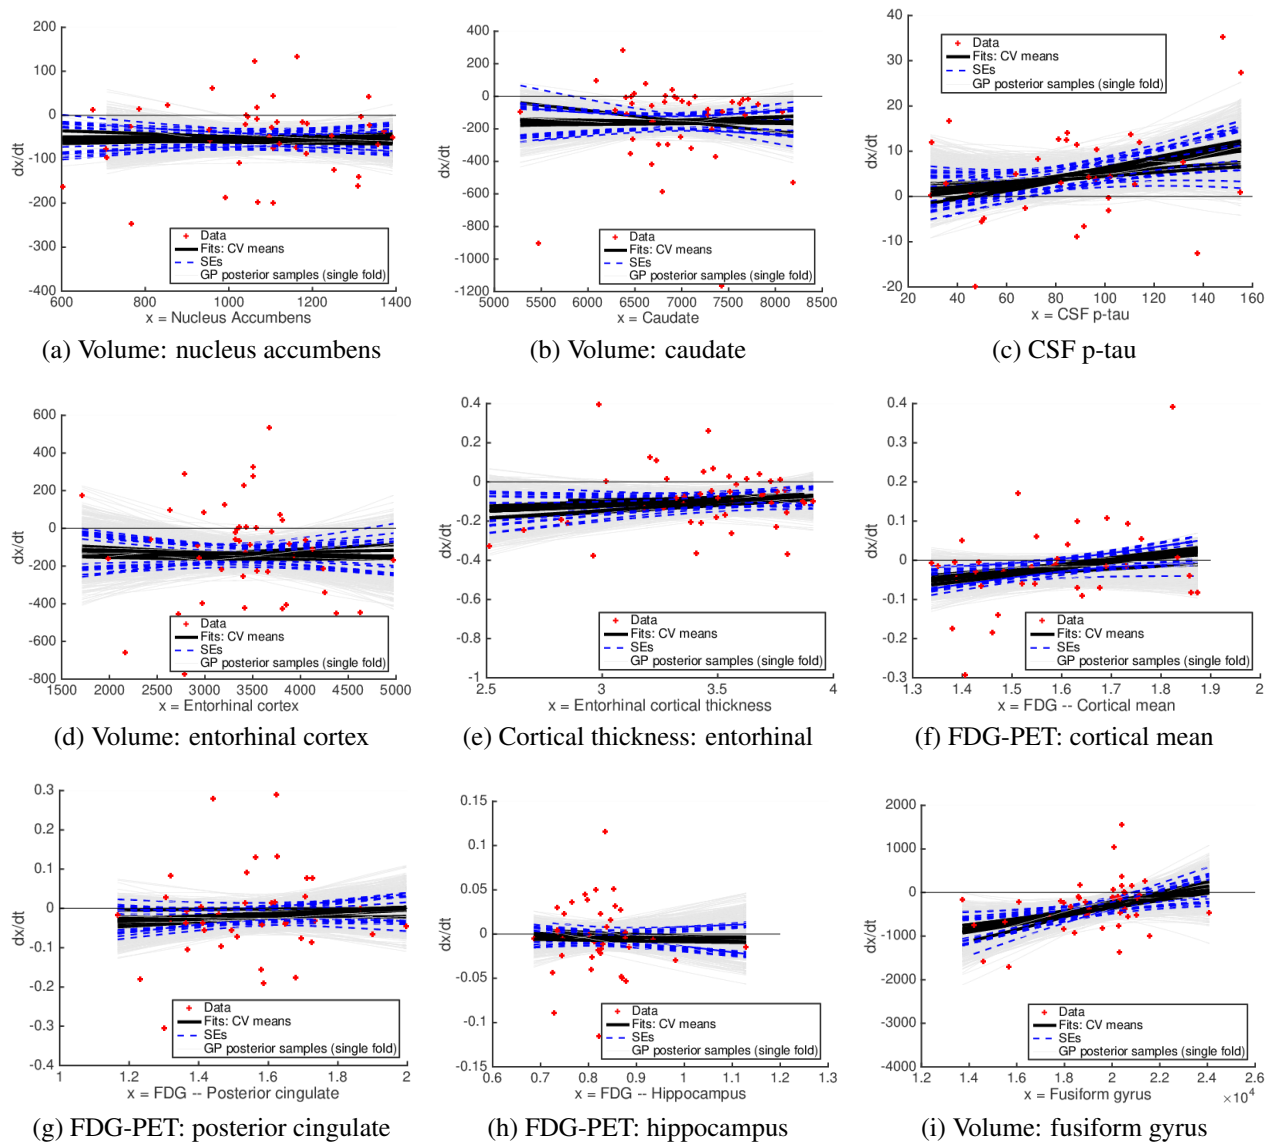 200
100
0
-100
-200
-300
-400
dx/dt
600
800
1000
1200
1400
x = Nucleus Accumbens
Data
Fits: CV means
SEs
GP posterior samples (single fold)
(a) Volume: nucleus accumbens
400
200
0
-200
-400
-600
-800
-1000
-1200
dx/dt
5000
5500
6000
6500
7000
7500
8000
8500
x = Caudate
Data
Fits: CV means
SEs
GP posterior samples (single fold)
(b) Volume: caudate
40
30
20
10
0
-10
-20
dx/dt
20
40
60
80
100
120
140
160
x = CSF p-tau
Data
Fits: CV means
SEs
GP posterior samples (single fold)
(c) CSF p-tau
600
400
200
0
-200
-400
-600
-800
dx/dt
1500
2000
2500
3000
3500
4000
4500
5000
x = Entorhinal cortex
Data
Fits: CV means
SEs
GP posterior samples (single fold)
(d) Volume: entorhinal cortex
0.4
0.2
0
-0.2
-0.4
-0.6
-0.8
-1
dx/dt
2.5
3
3.5
4
x = Entorhinal cortical thickness
Data
Fits: CV means
SEs
GP posterior samples (single fold)
(e) Cortical thickness: entorhinal
0.4
0.3
0.2
0.1
0
-0.1
-0.2
-0.3
dx/dt
1.3
1.4
1.5
1.6
1.7
1.8
1.9
2
x = FDG -- Cortical mean
Data
Fits: CV means
SEs
GP posterior samples (single fold)
(f) FDG-PET: cortical mean
0.3
0.2
0.1
0
-0.1
-0.2
-0.3
-0.4
dx/dt
1
1.2
1.4
1.6
1.8
2
x = FDG -- Posterior cingulate
Data
Fits: CV means
SEs
GP posterior samples (single fold)
(g) FDG-PET: posterior cingulate
0.15
0.1
0.05
0
-0.05
-0.1
-0.15
dx/dt
0.6
0.7
0.8
0.9
1
1.1
1.2
1.3
x = FDG -- Hippocampus
Data
Fits: CV means
SEs
GP posterior samples (single fold)
(h) FDG-PET: hippocampus
2000
1000
0
-1000
-2000
-3000
-4000
dx/dt
1.2
1.4
1.6
1.8
2
2.2
2.4
2.6
×10⁴
x = Fusiform gyrus
Data
Fits: CV means
SEs
GP posterior samples (single fold)
(i) Volume: fusiform gyrus